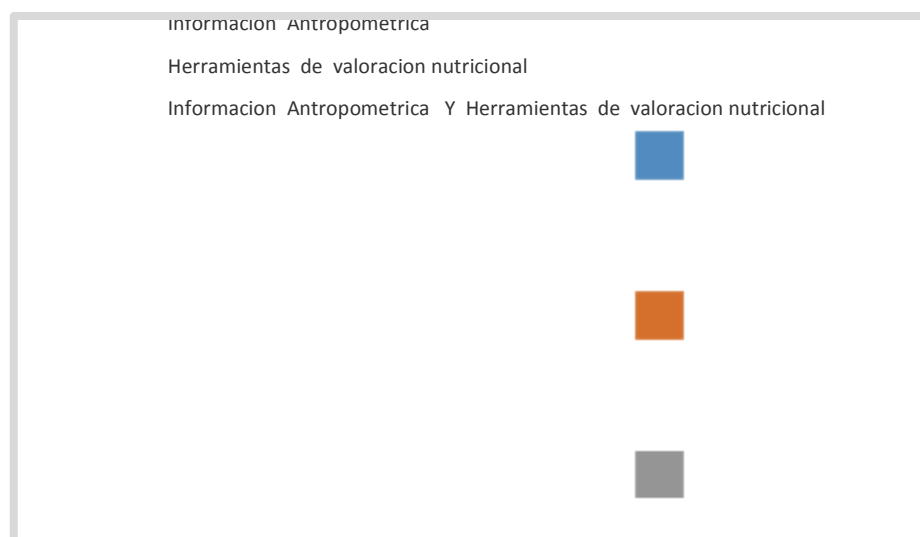 Informacion Antropometrica
Herramientas de valoracion nutricional
Informacion Antropometrica Y Herramientas de valoracion nutricional